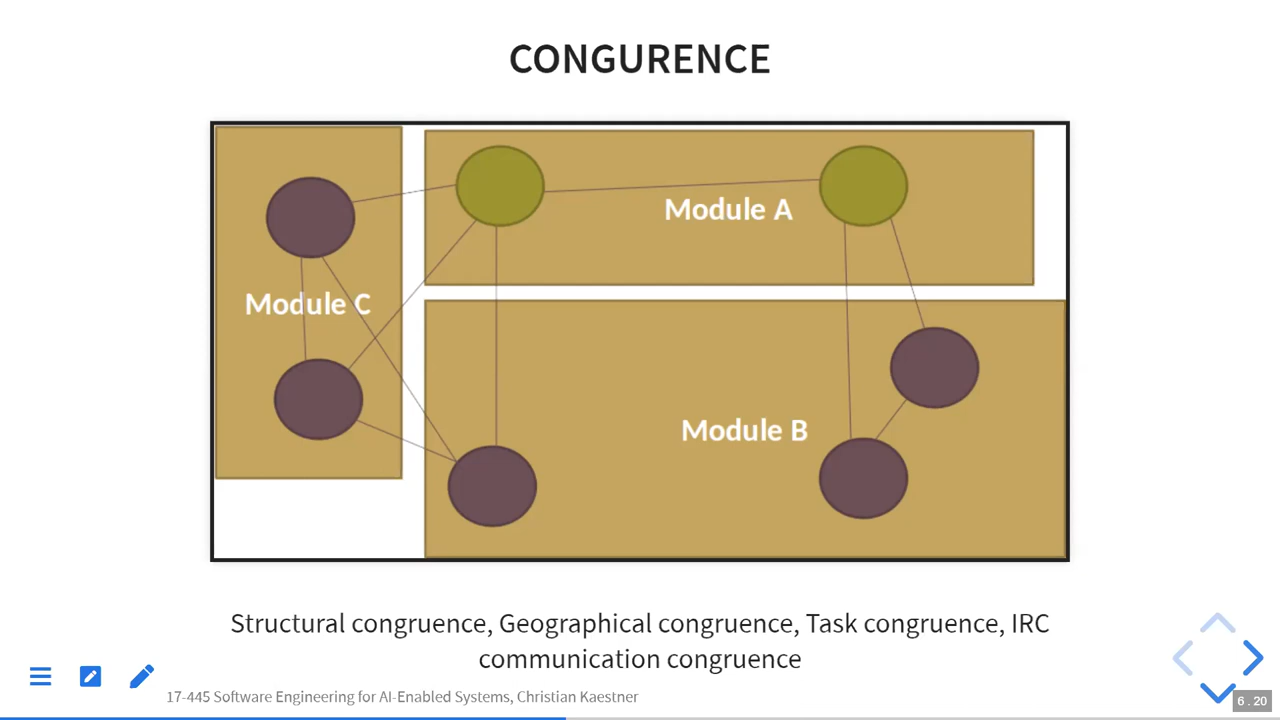 CONGURENCE
Module A
Module C
Module B
Structural congruence, Geographical congruence, Task congruence, IRC
communication congruence
17-445 Software Engineering for AI-Enabled Systems, Christian Kaestner
6 . 20